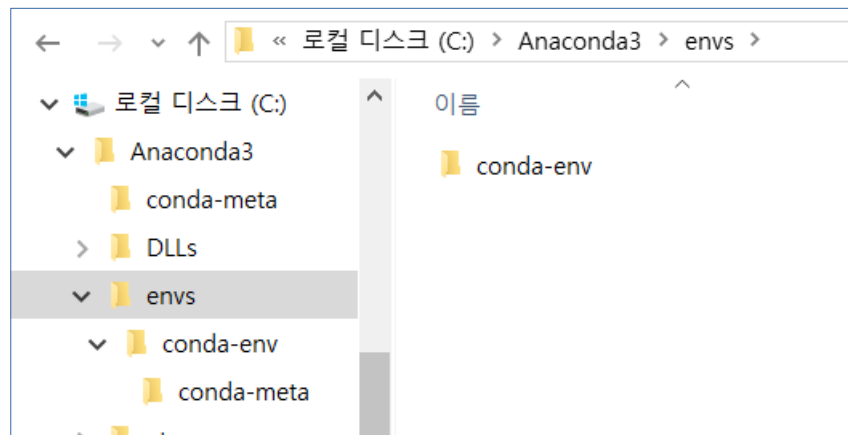 « 로컬 디스크 (C:) > Anaconda3 > envs >
로컬 디스크 (C:)
Anaconda3
conda-meta
DLLs
envs
conda-env
conda-meta
이름
conda-env